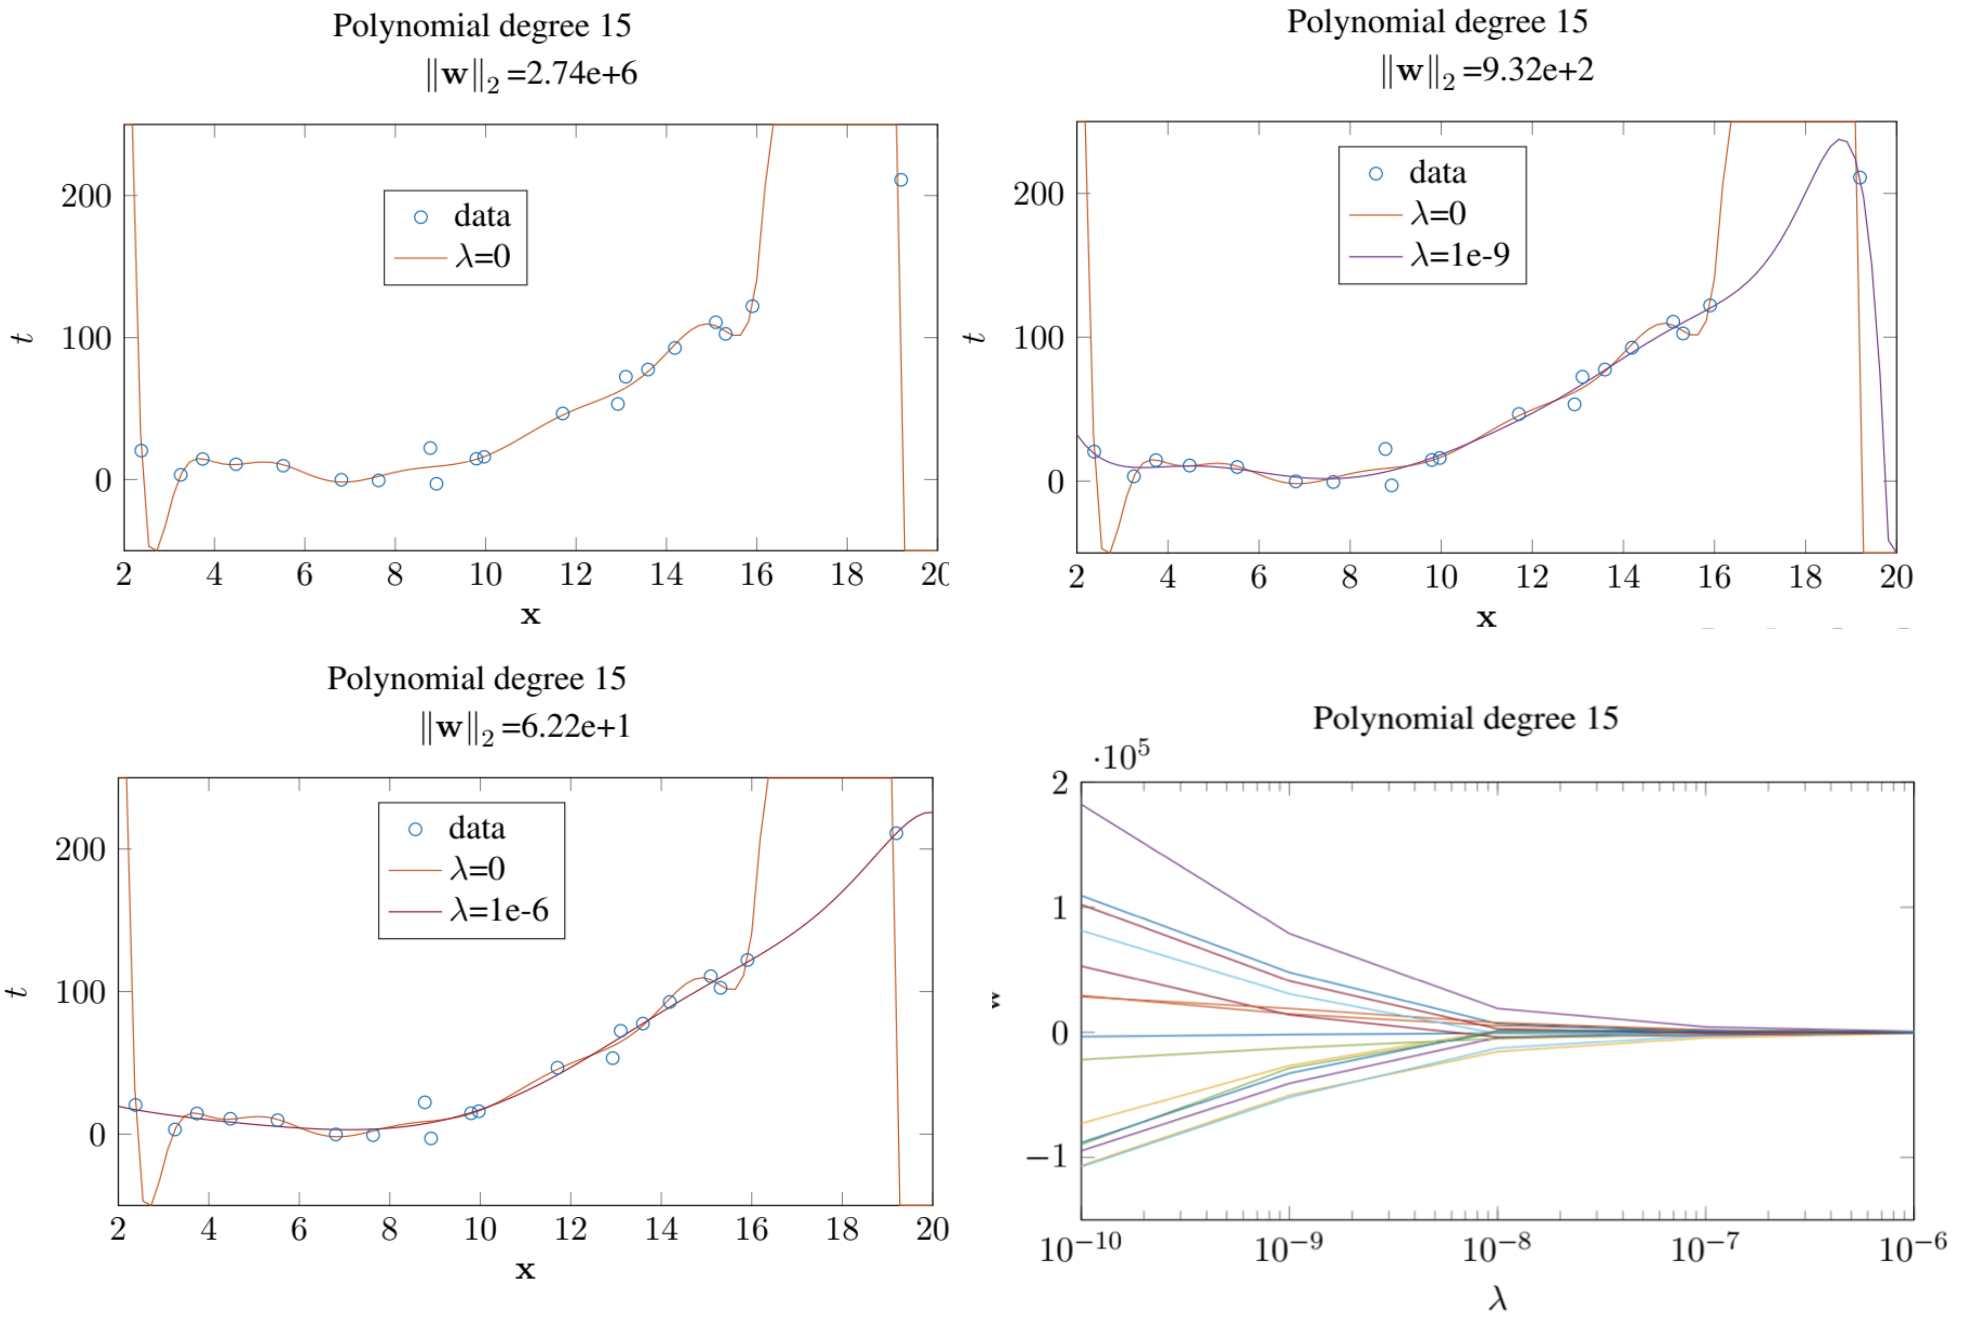 Polynomial degree 15
‖w‖₂ =2.74e+6
200
100
0
t
data
λ=0
2 4 6 8 10 12 14 16 18 20
x
Polynomial degree 15
‖w‖₂ =9.32e+2
200
100
0
t
data
λ=0
λ=1e-9
2 4 6 8 10 12 14 16 18 20
x
Polynomial degree 15
‖w‖₂ =6.22e+1
200
100
0
t
data
λ=0
λ=1e-6
2 4 6 8 10 12 14 16 18 20
x
Polynomial degree 15
·10⁵
2
1
0
−1
w
10⁻¹⁰ 10⁻⁹ 10⁻⁸ 10⁻⁷ 10⁻⁶
λ